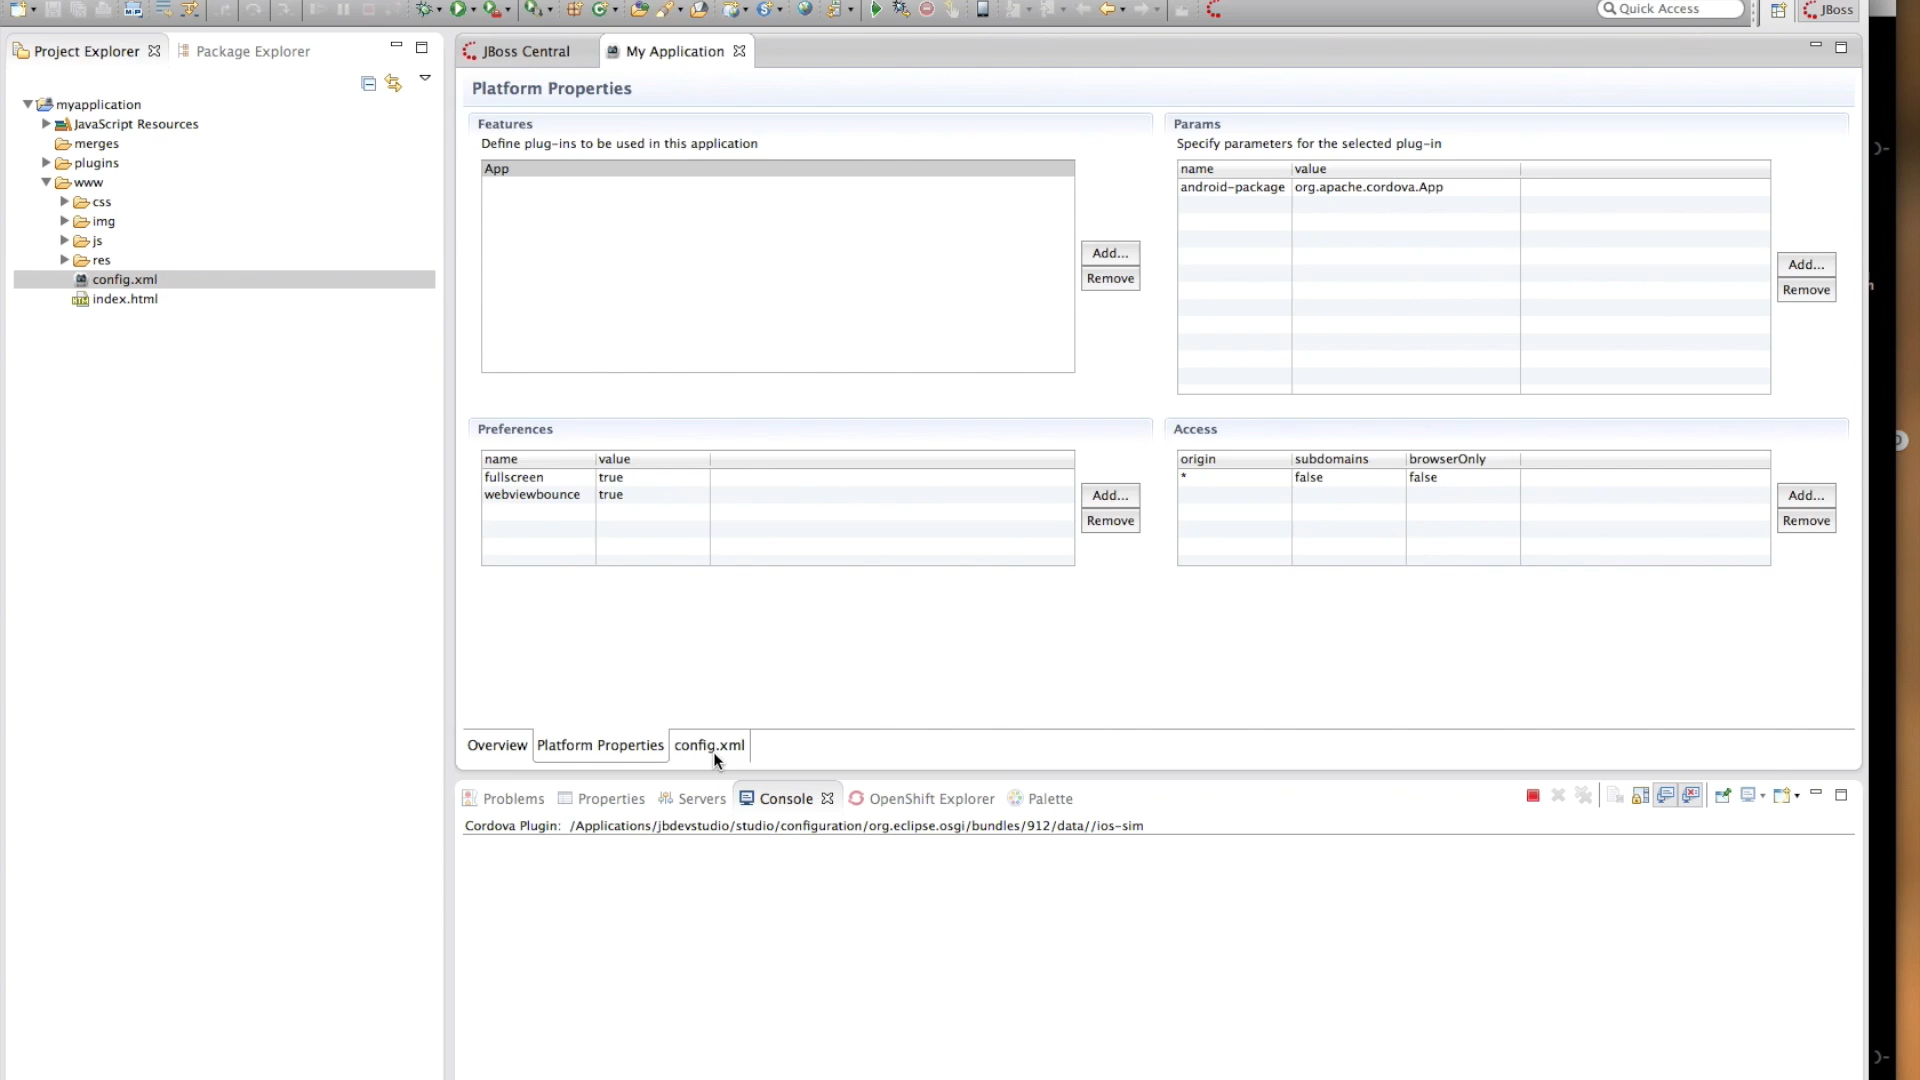 Quick Access
JBoss
Project Explorer
Package Explorer
JBoss Central
My Application
myapplication
JavaScript Resources
merges
plugins
www
css
img
js
res
config.xml
index.html
Platform Properties
Features
Define plug-ins to be used in this application
App
Add...
Remove
Params
Specify parameters for the selected plug-in
name value
android-package org.apache.cordova.App
Add...
Remove
Preferences
name value
fullscreen true
webviewbounce true
Add...
Remove
Access
origin subdomains browserOnly
* false false
Add...
Remove
Overview Platform Properties config.xml
Problems Properties Servers Console OpenShift Explorer Palette
Cordova Plugin: /Applications/jbdevstudio/studio/configuration/org.eclipse.osgi/bundles/912/data//ios-sim